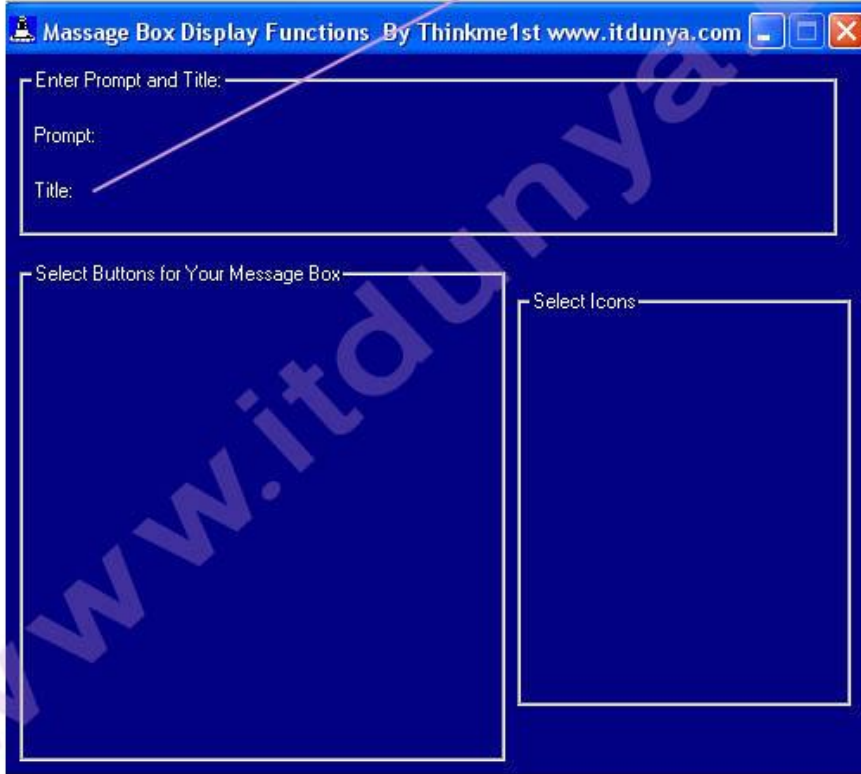 Massage Box Display Functions By Thinkme1st www.itdunya.com
Enter Prompt and Title:
Prompt:
Title:
Select Buttons for Your Message Box
Select Icons
www.itdunya.